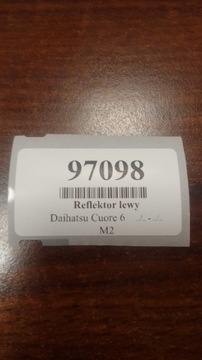 97098
Reflektor lewy
Daihatsu Cuore 6 .-.-.-.
M2